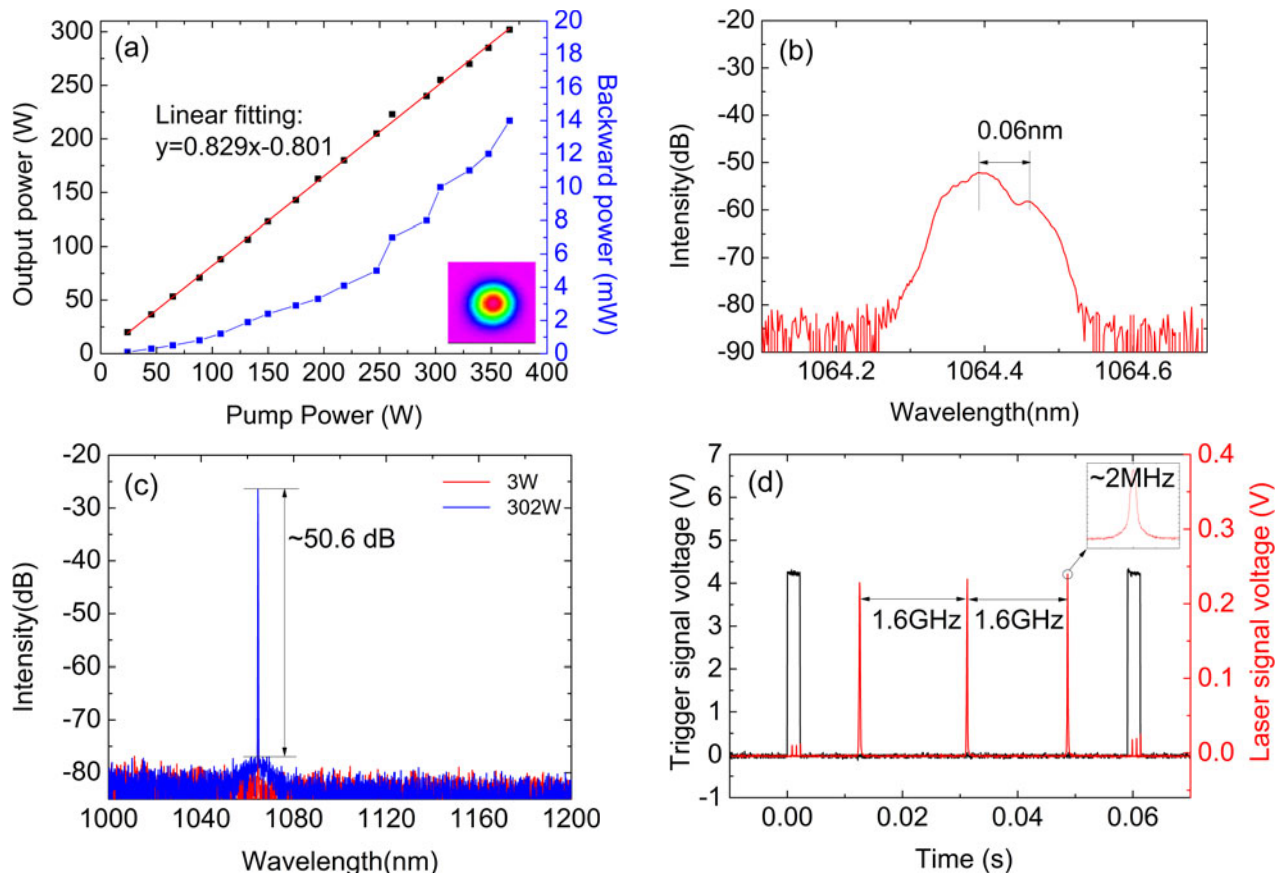 (a)
Linear fitting:
y=0.829x-0.801
Output power (W)
0
50
100
150
200
250
300
Backward power (mW)
0
2
4
6
8
10
12
14
16
18
20
0 50 100 150 200 250 300 350 400
Pump Power (W)
(b)
0.06nm
Intensity(dB)
-20
-30
-40
-50
-60
-70
-80
-90
1064.2 1064.4 1064.6
Wavelength(nm)
(c)
3W
302W
~50.6 dB
Intensity(dB)
-20
-30
-40
-50
-60
-70
-80
1000 1040 1080 1120 1160 1200
Wavelength(nm)
(d)
~2MHz
1.6GHz 1.6GHz
Trigger signal voltage (V)
7
6
5
4
3
2
1
0
-1
Laser signal voltage (V)
0.4
0.3
0.2
0.1
0.0
0.00 0.02 0.04 0.06
Time (s)